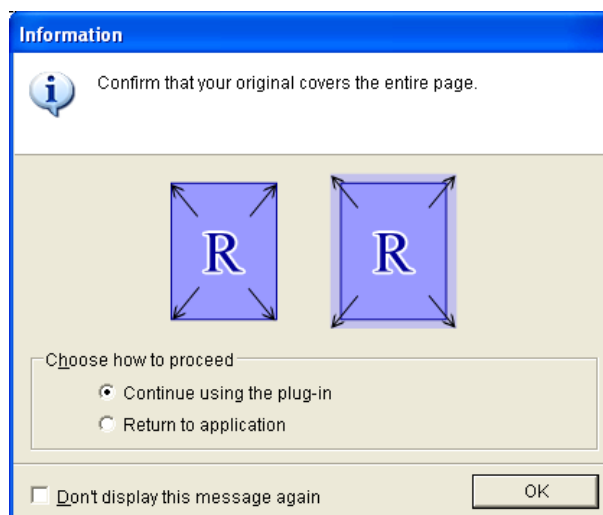 Information
Confirm that your original covers the entire page.
R R
Choose how to proceed
Continue using the plug-in
Return to application
Don't display this message again
OK